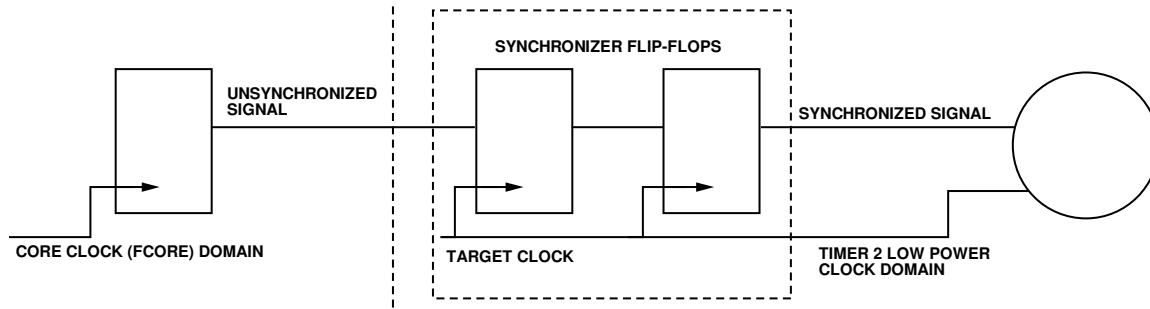 SYNCHRONIZER FLIP-FLOPS
UNSYNCHRONIZED
SIGNAL
SYNCHRONIZED SIGNAL
CORE CLOCK (FCORE) DOMAIN
TARGET CLOCK
TIMER 2 LOW POWER
CLOCK DOMAIN